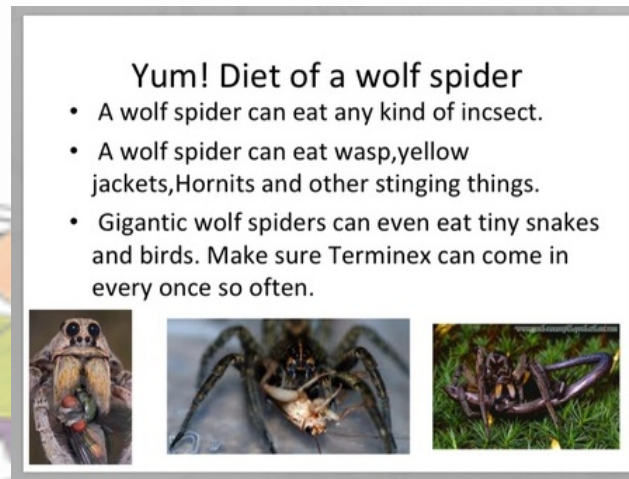 Yum! Diet of a wolf spider
• A wolf spider can eat any kind of incsect.
• A wolf spider can eat wasp,yellow
jackets,Hornits and other stinging things.
• Gigantic wolf spiders can even eat tiny snakes
and birds. Make sure Terminex can come in
every once so often.